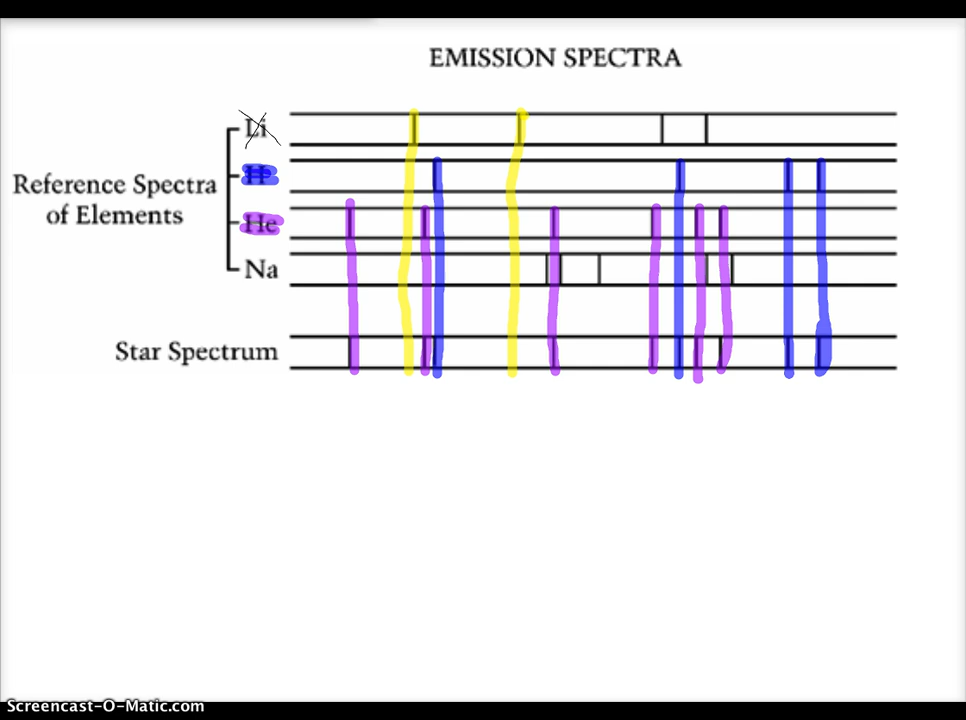 EMISSION SPECTRA
Li
H
Reference Spectra
of Elements
He
Na
Star Spectrum
Screencast-O-Matic.com